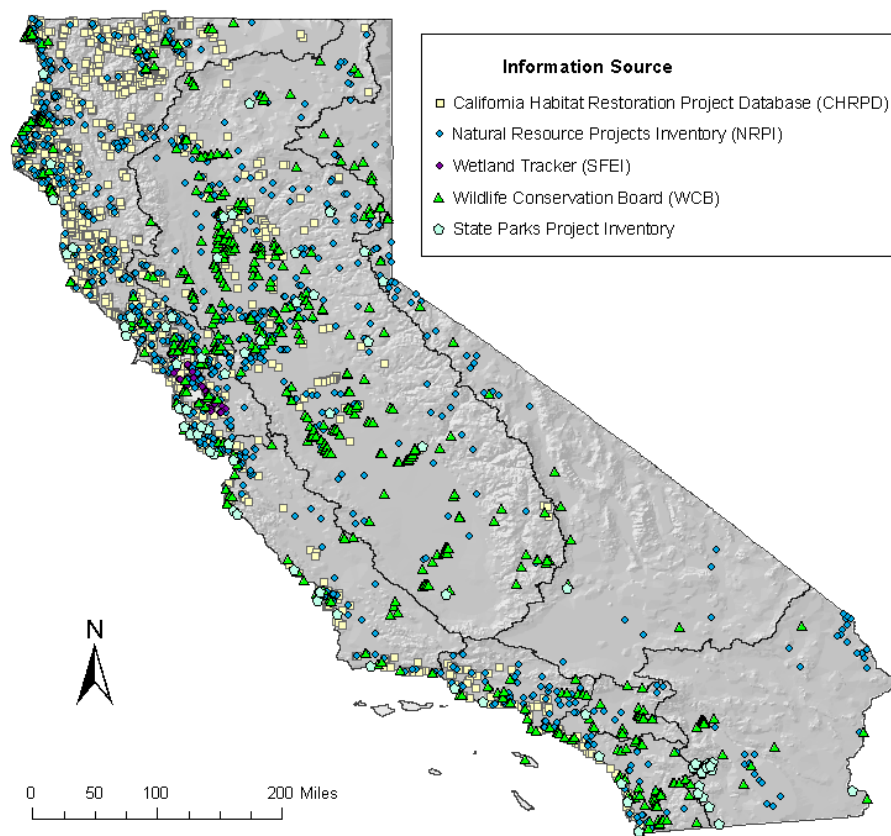 Information Source
California Habitat Restoration Project Database (CHRPD)
Natural Resource Projects Inventory (NRPI)
Wetland Tracker (SFEI)
Wildlife Conservation Board (WCB)
State Parks Project Inventory
N
0 50 100 200 Miles